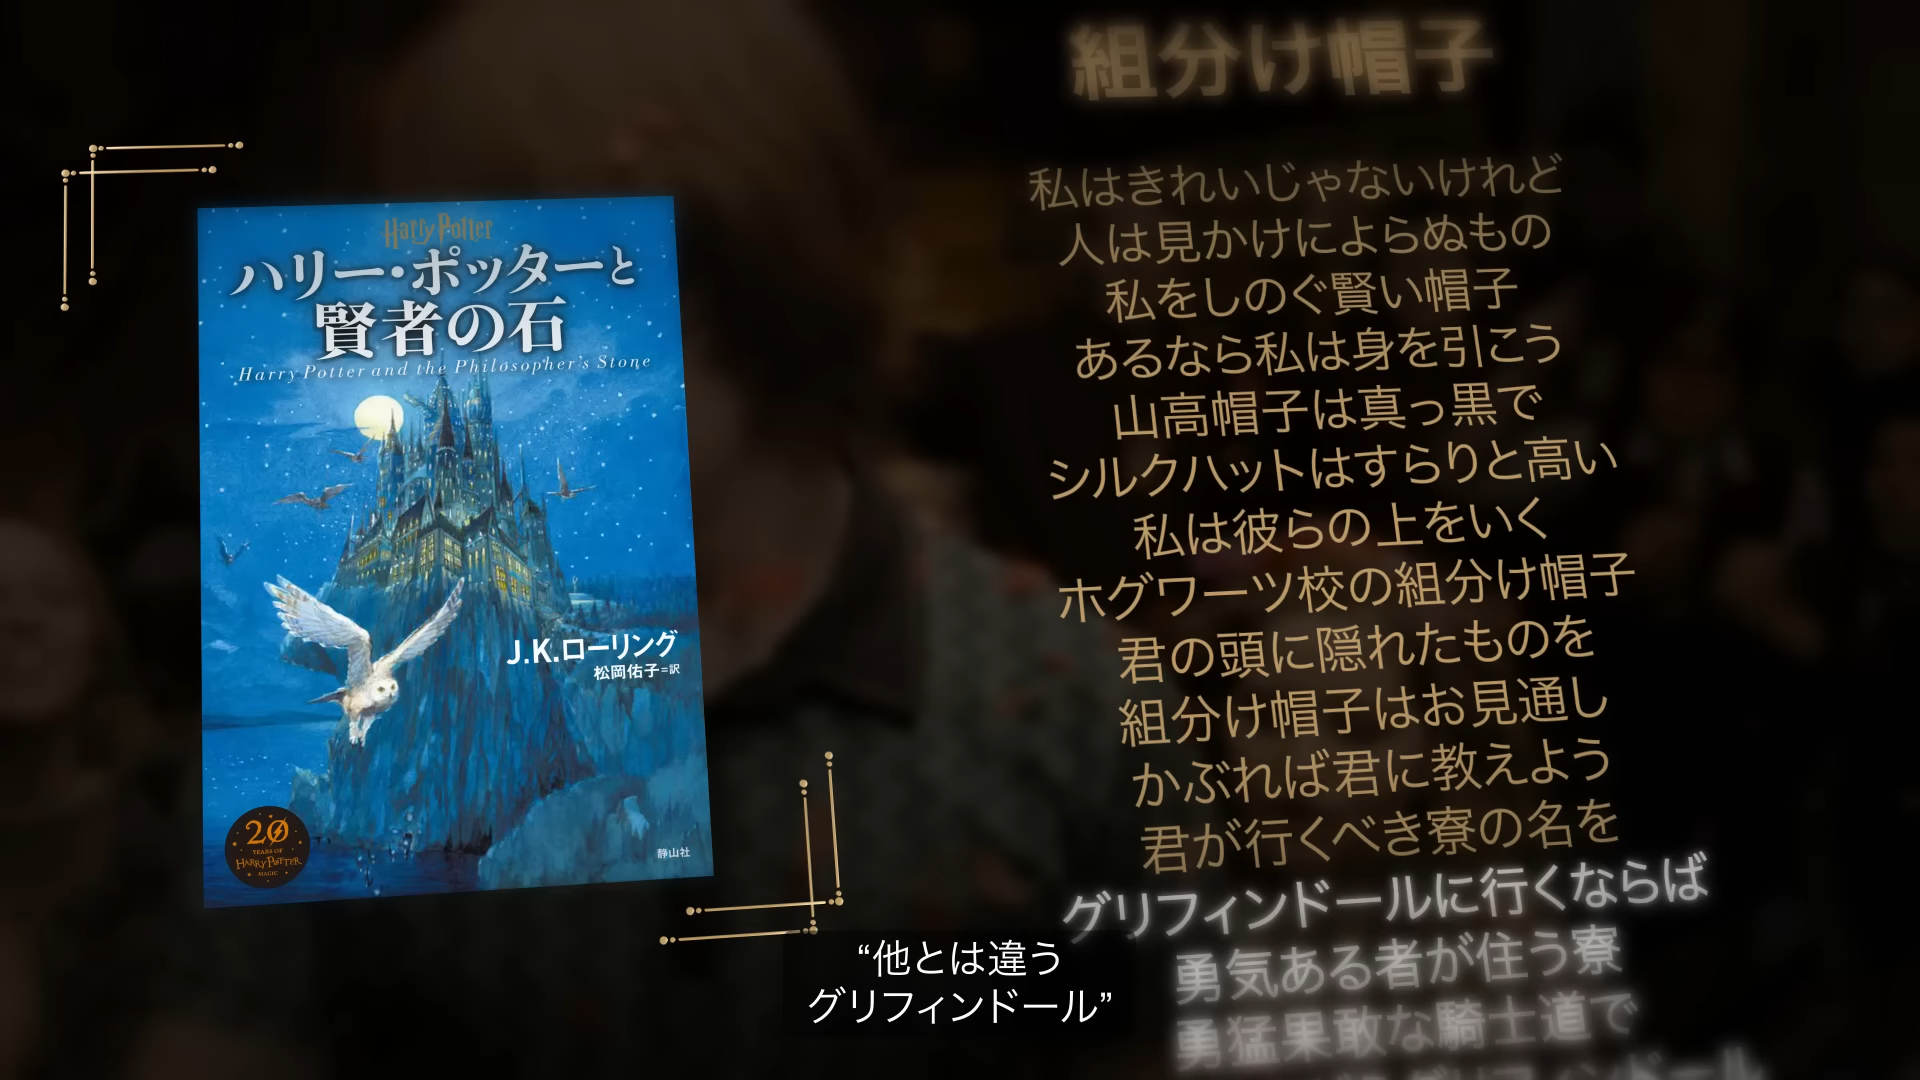 Harry Potter
ハリー・ポッターと
賢者の石
Harry Potter and the Philosopher's Stone
J.K.ローリング
松岡佑子=訳
20
YEARS OF
HARRY POTTER
MAGIC
静山社
組分け帽子
私はきれいじゃないけれど
人は見かけによらぬもの
私をしのぐ賢い帽子
あるなら私は身を引こう
山高帽子は真っ黒で
シルクハットはすらりと高い
私は彼らの上をいく
ホグワーツ校の組分け帽子
君の頭に隠れたものを
組分け帽子はお見通し
かぶれば君に教えよう
君が行くべき寮の名を
グリフィンドールに行くならば
勇気ある者が住う寮
勇猛果敢な騎士道で
グリフィンドール
“他とは違う
グリフィンドール”